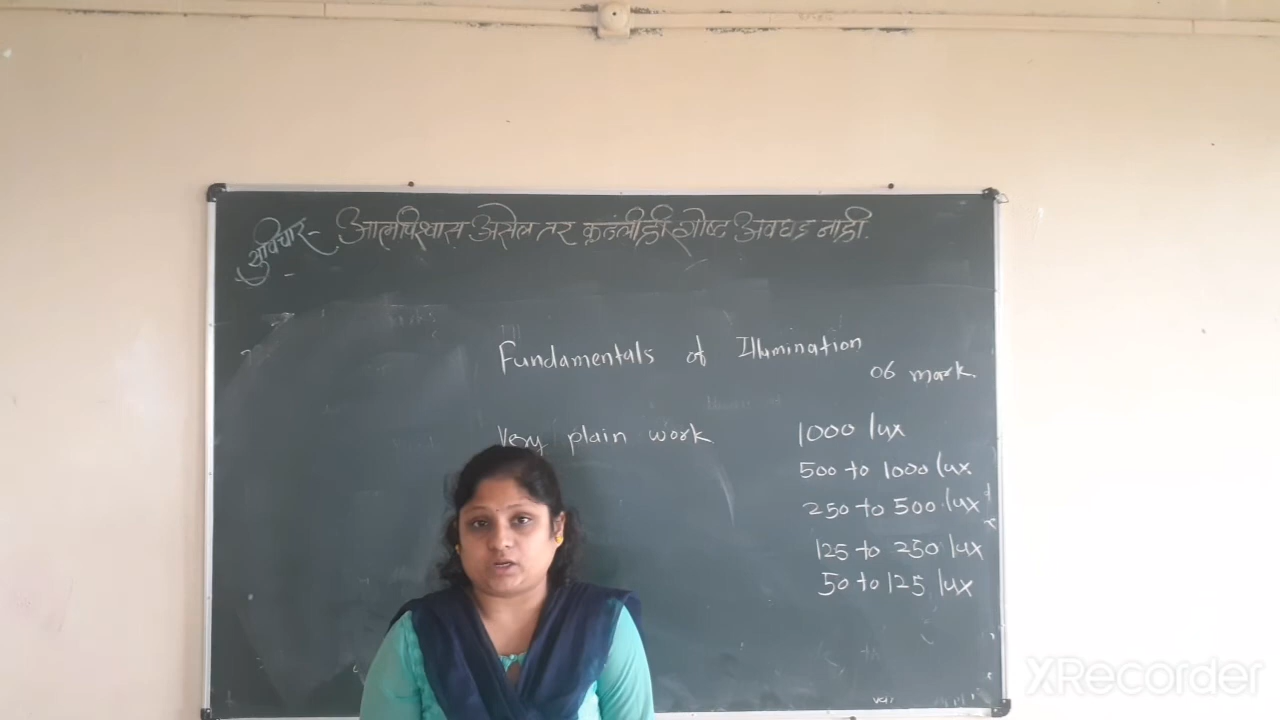 सुविचार- आत्मविश्वास असेल तर कुठलीही गोष्ट अवघड नाही.
Fundamentals of Illumination
06 mark.
Very plain work 1000 lux
500 to 1000 lux
250 to 500 lux
125 to 250 lux
50 to 125 lux
XRecorder